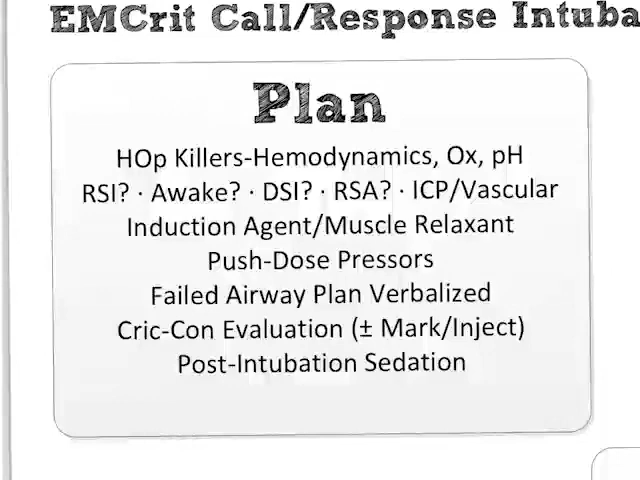 EMCrit Call/Response Intuba
Plan
HOp Killers-Hemodynamics, Ox, pH
RSI? · Awake? · DSI? · RSA? · ICP/Vascular
Induction Agent/Muscle Relaxant
Push-Dose Pressors
Failed Airway Plan Verbalized
Cric-Con Evaluation (± Mark/Inject)
Post-Intubation Sedation